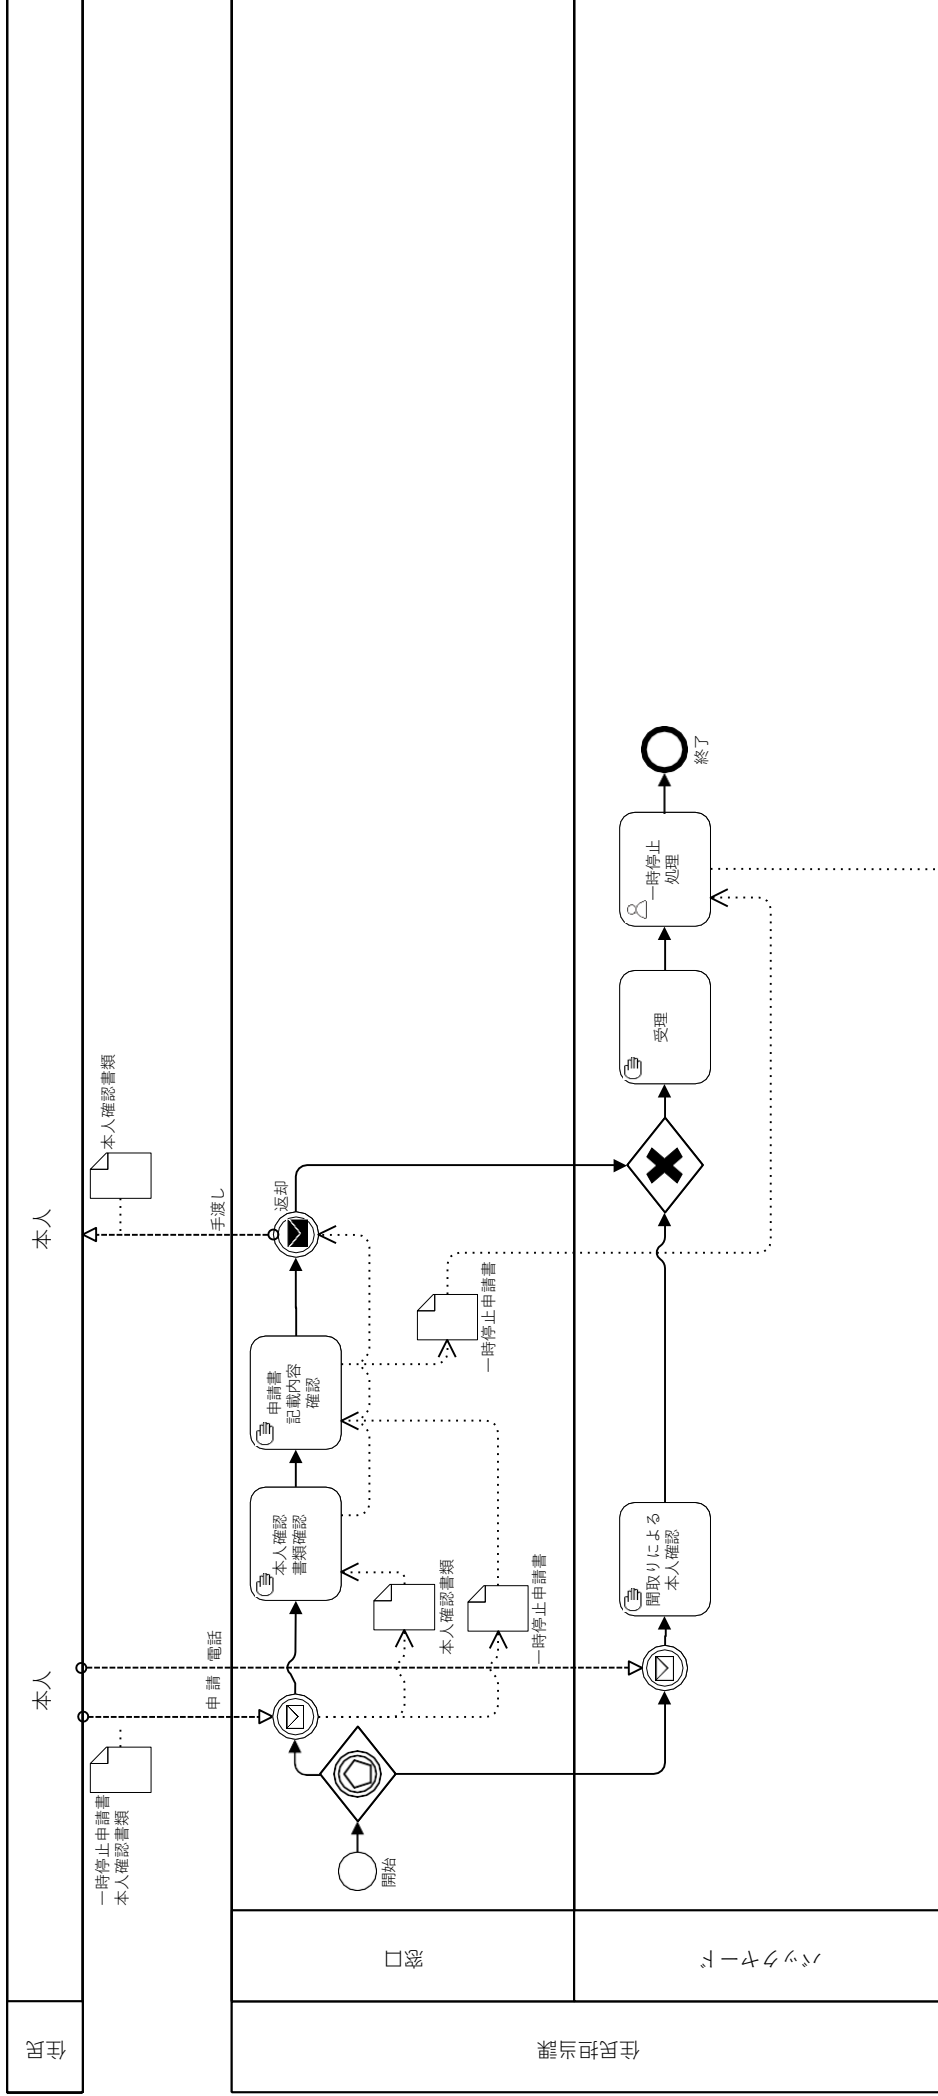 住民
本人
本人
一時停止申請書
本人確認書類
申請
電話
手渡し
本人確認書類
住民担当課
窓口
開始
本人確認
書類確認
本人確認書類
一時停止申請書
申請書
記載内容
確認
一時停止申請書
返却
バックヤード
聞取りによる
本人確認
受理
一時停止
処理
終了